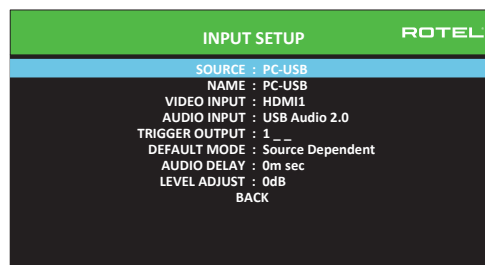 INPUT SETUP
ROTEL
SOURCE : PC-USB
NAME : PC-USB
VIDEO INPUT : HDMI1
AUDIO INPUT : USB Audio 2.0
TRIGGER OUTPUT : 1 _ _
DEFAULT MODE : Source Dependent
AUDIO DELAY : 0m sec
LEVEL ADJUST : 0dB
BACK